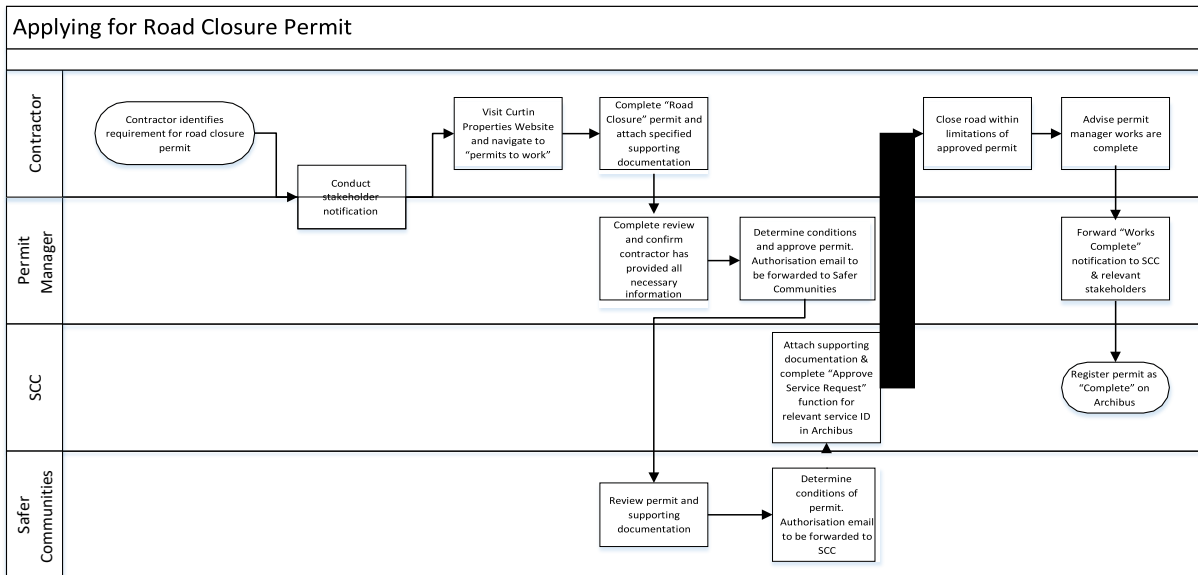 Applying for Road Closure Permit
Contractor
Contractor identifies
requirement for road closure
permit
Conduct
stakeholder
notification
Visit Curtin
Properties Website
and navigate to
“permits to work”
Complete “Road
Closure” permit and
attach specified
supporting
documentation
Close road within
limitations of
approved permit
Advise permit
manager works are
complete
Permit
Manager
Complete review
and confirm
contractor has
provided all
necessary
information
Determine conditions
and approve permit.
Authorisation email to
be forwarded to Safer
Communities
Forward “Works
Complete”
notification to SCC
& relevant
stakeholders
SCC
Attach supporting
documentation &
complete “Approve
Service Request”
function for
relevant service ID
in Archibus
Register permit as
“Complete” on
Archibus
Safer
Communities
Review permit and
supporting
documentation
Determine
conditions of
permit.
Authorisation email
to be forwarded to
SCC